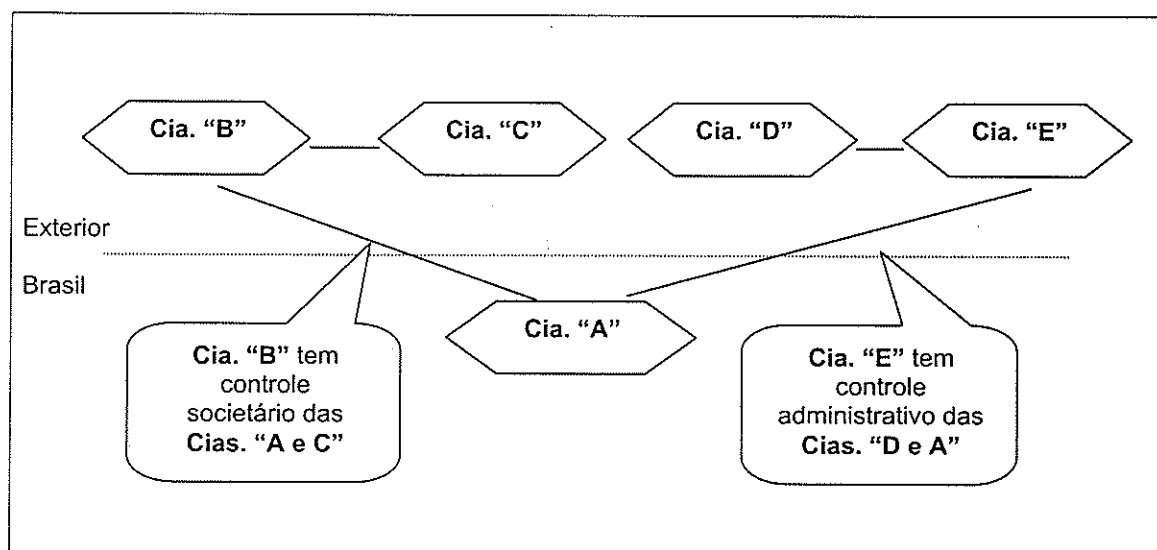 Cia. “B”
Cia. “C”
Cia. “D”
Cia. “E”
Exterior
Brasil
Cia. “A”
Cia. “B” tem
controle
societário das
Cias. “A e C”
Cia. “E” tem
controle
administrativo das
Cias. “D e A”